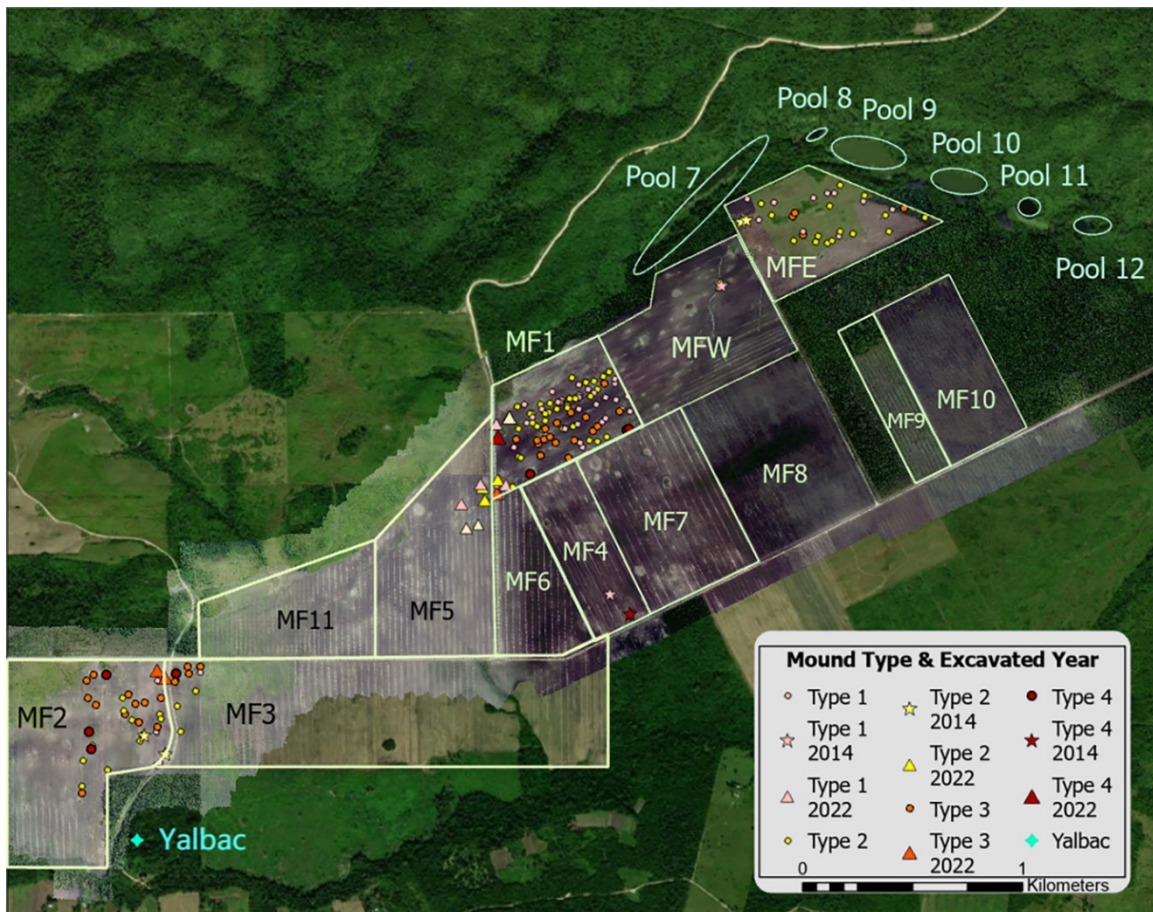 Pool 8
Pool 9
Pool 10
Pool 7
Pool 11
Pool 12
MFE
MF1
MFW
MF10
MF9
MF8
MF7
MF4
MF6
MF5
MF11
MF2
MF3
Yalbac
Mound Type & Excavated Year
Type 1
Type 1
2014
Type 1
2022
Type 2
Type 2
2014
Type 2
2022
Type 3
Type 3
2022
Type 4
Type 4
2014
Type 4
2022
Yalbac
0 1
Kilometers